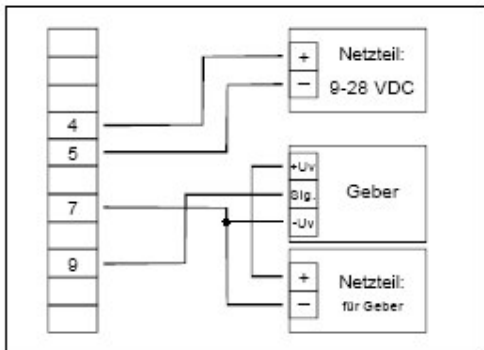 4
5
7
9
+
−
Netzteil:
9-28 VDC
+Uv
Sig.
-Uv
Geber
+
−
Netzteil:
für Geber